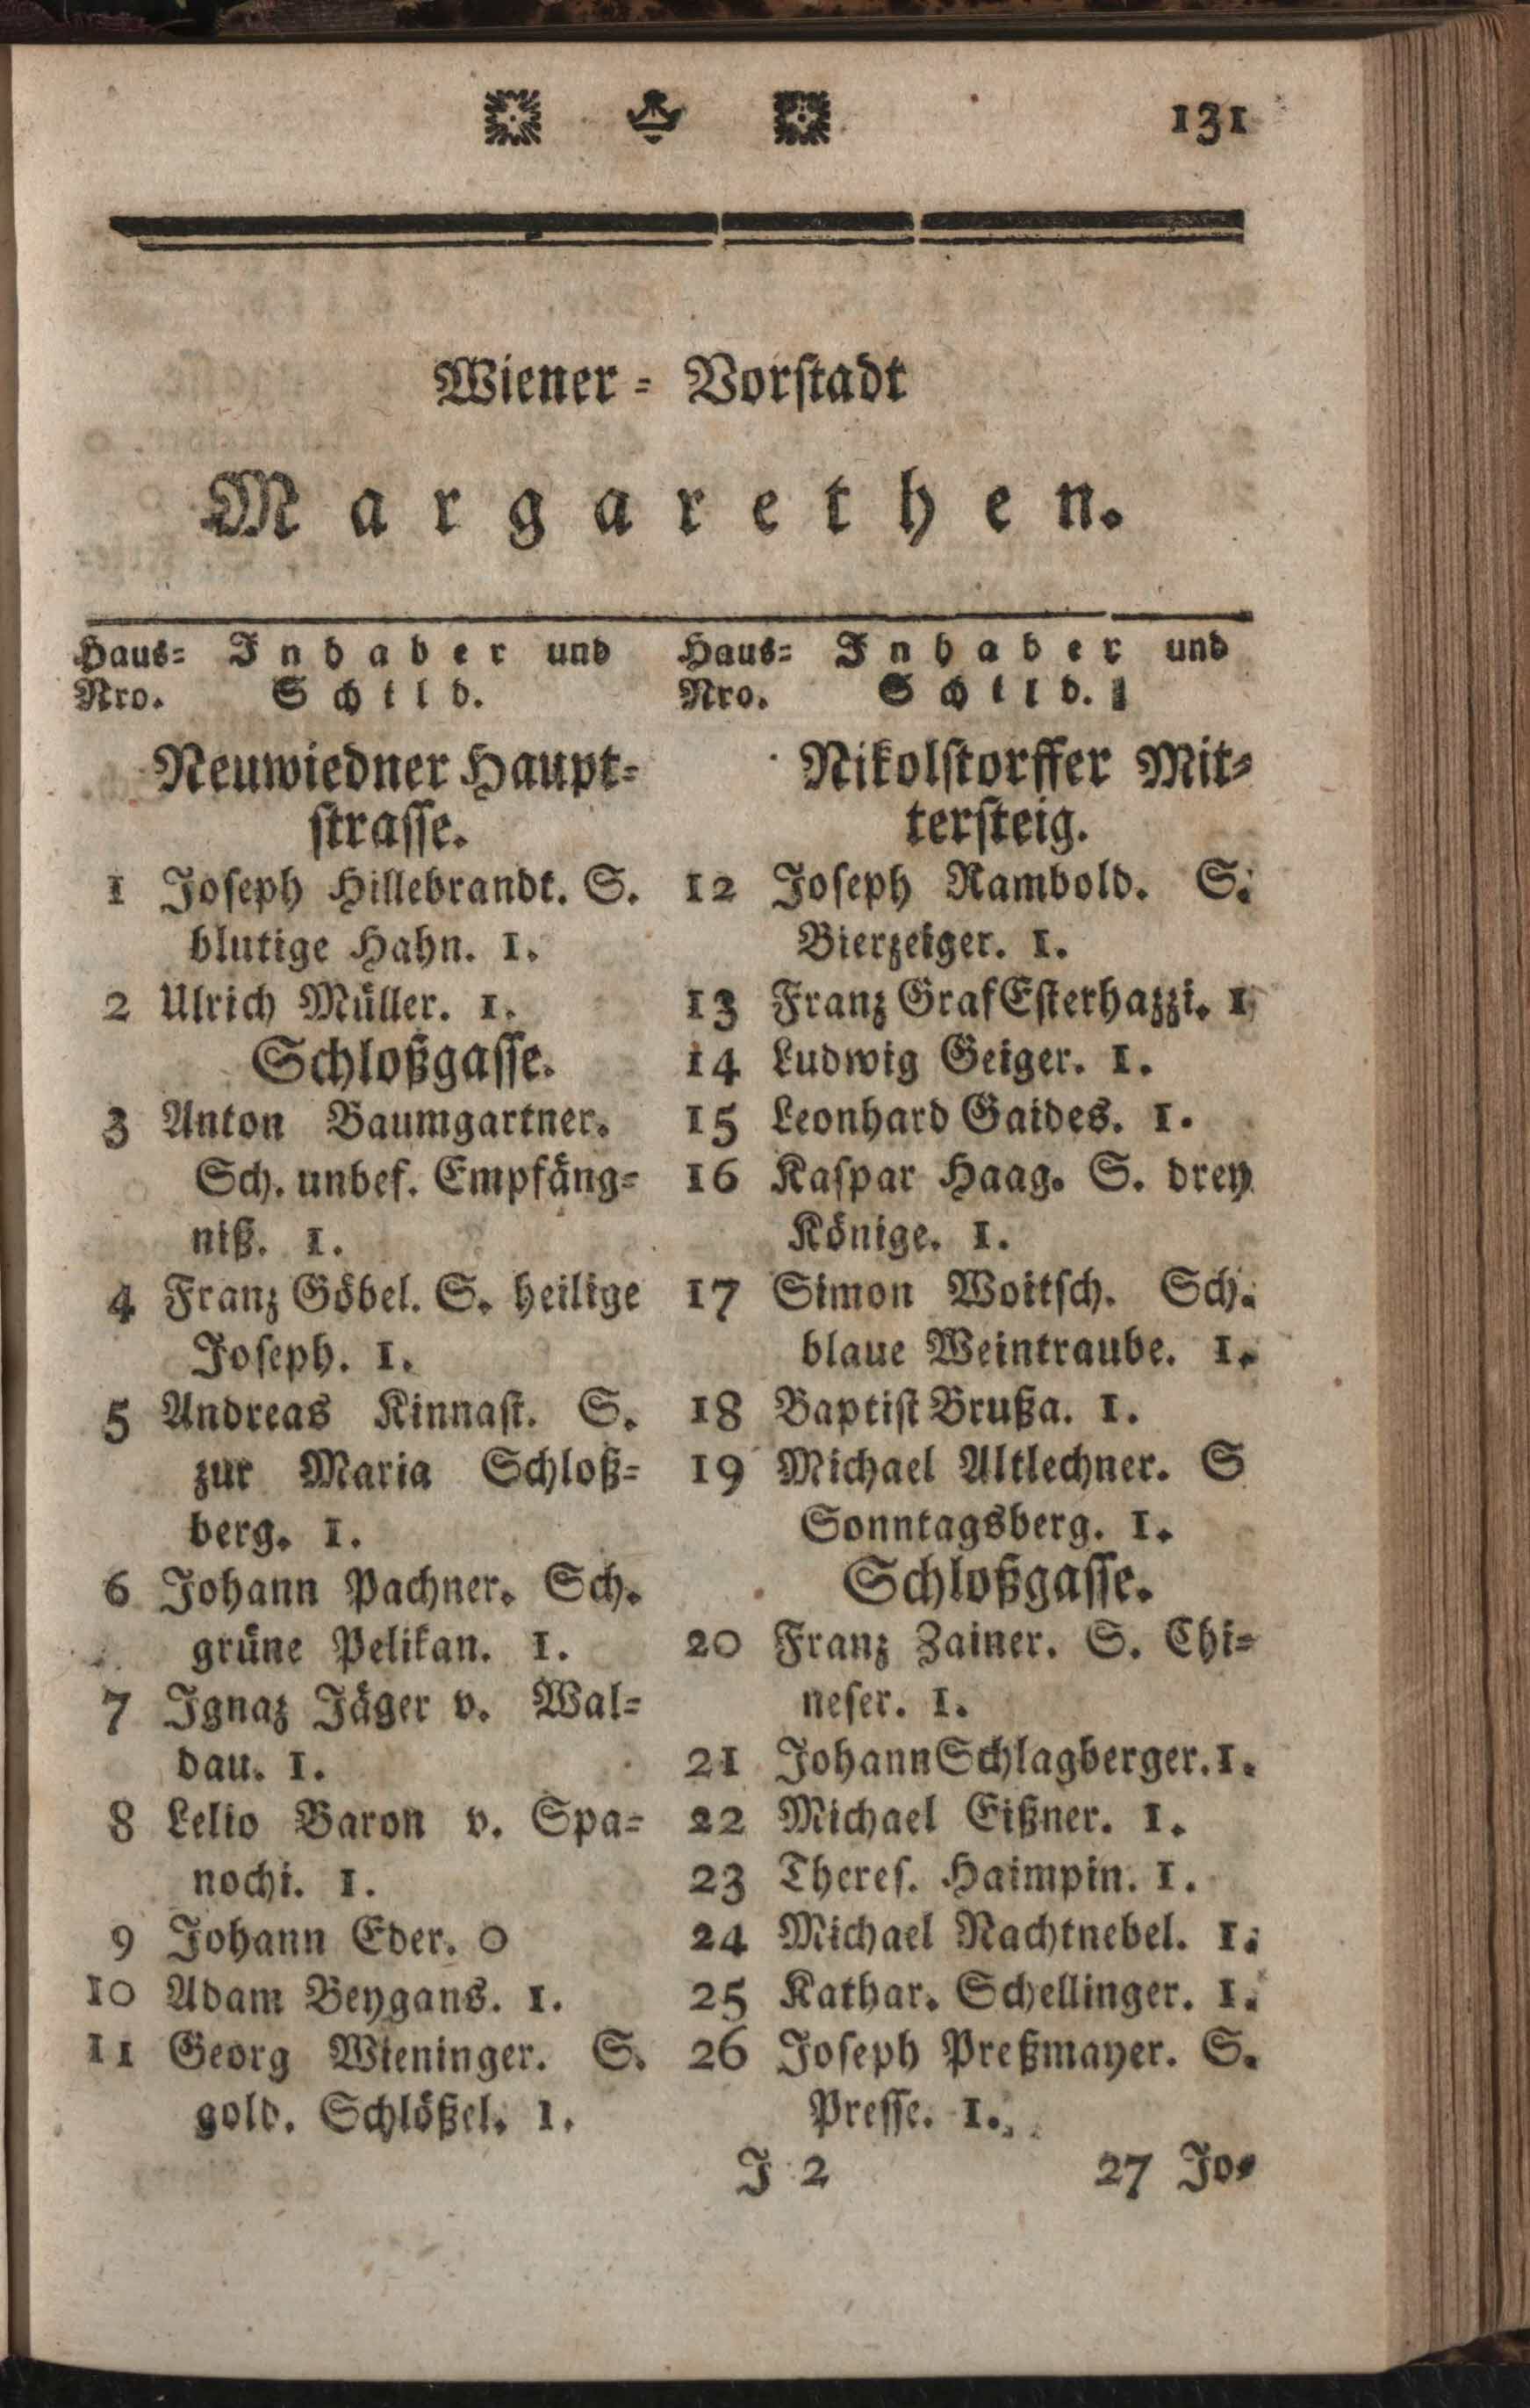 131
Wiener = Vorstadt
Margarethen.
Haus= Inhaber und
Nro. Schild.
Neuwiedner Haupt=
strasse.
1 Joseph Hillebrandt. S.
blutige Hahn. 1.
2 Ulrich Müller. 1.
Schloßgasse.
3 Anton Baumgartner.
Sch. unbef. Empfäng=
niß. 1.
4 Franz Göbel. S. heilige
Joseph. 1.
5 Andreas Kinnast. S.
zur Maria Schloß=
berg. 1.
6 Johann Pachner. Sch.
grüne Pelikan. 1.
7 Ignaz Jäger v. Wal=
dau. 1.
8 Lelio Baron v. Spa=
nochi. 1.
9 Johann Eder. 0
10 Adam Beygans. 1.
11 Georg Wieninger. S.
gold. Schlößel. 1.
Haus= Inhaber und
Nro. Schild.
Nikolstorffer Mit=
tersteig.
12 Joseph Rambold. S.
Bierzeiger. 1.
13 Franz Graf Esterhazzi. 1
14 Ludwig Geiger. 1.
15 Leonhard Gaides. 1.
16 Kaspar Haag. S. drey
Könige. 1.
17 Simon Woitsch. Sch.
blaue Weintraube. 1.
18 Baptist Brußa. 1.
19 Michael Altlechner. S
Sonntagsberg. 1.
Schloßgasse.
20 Franz Zainer. S. Chi=
neser. 1.
21 Johann Schlagberger. 1.
22 Michael Eißner. 1.
23 Theres. Haimpin. 1.
24 Michael Nachtnebel. 1.
25 Kathar. Schellinger. 1.
26 Joseph Preßmayer. S.
Presse. 1.
J 2 27 Jo=